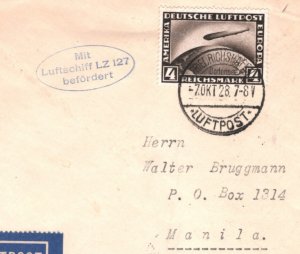 Mit
Luftschiff LZ 127
befördert
DEUTSCHE LUFTPOST
AMERIKA
EUROPA
4 4
REICHSMARK
-7.OKT 28. 7-8V
*LUFTPOST*
Herrn
Walter Bruggmann
P. O. Box 1314
Manila.